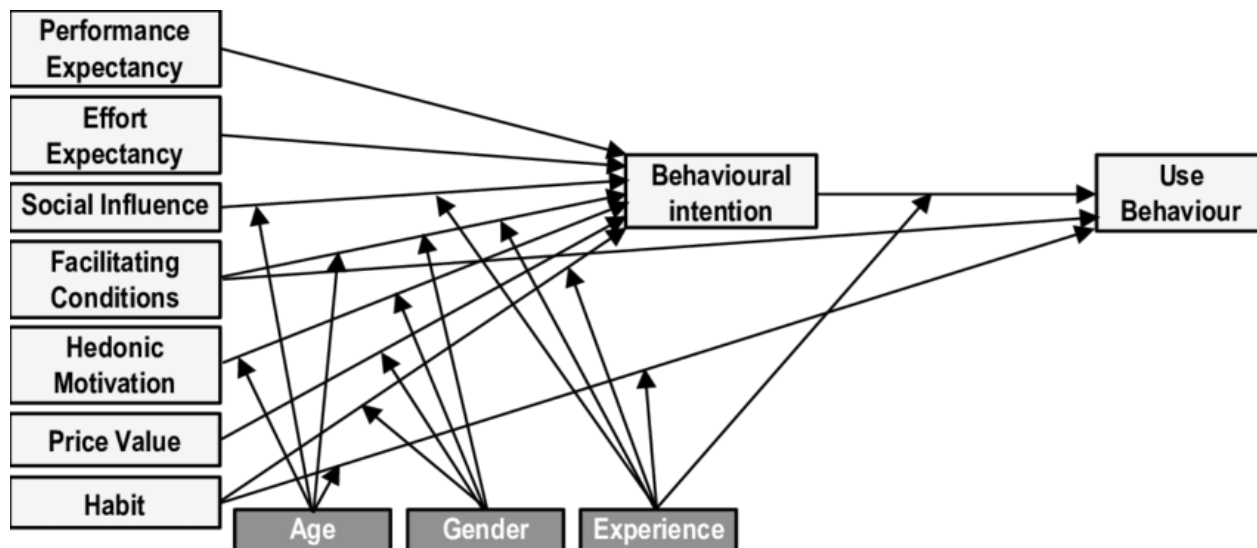 Performance
Expectancy
Effort
Expectancy
Social Influence
Facilitating
Conditions
Hedonic
Motivation
Price Value
Habit
Age
Gender
Experience
Behavioural
intention
Use
Behaviour